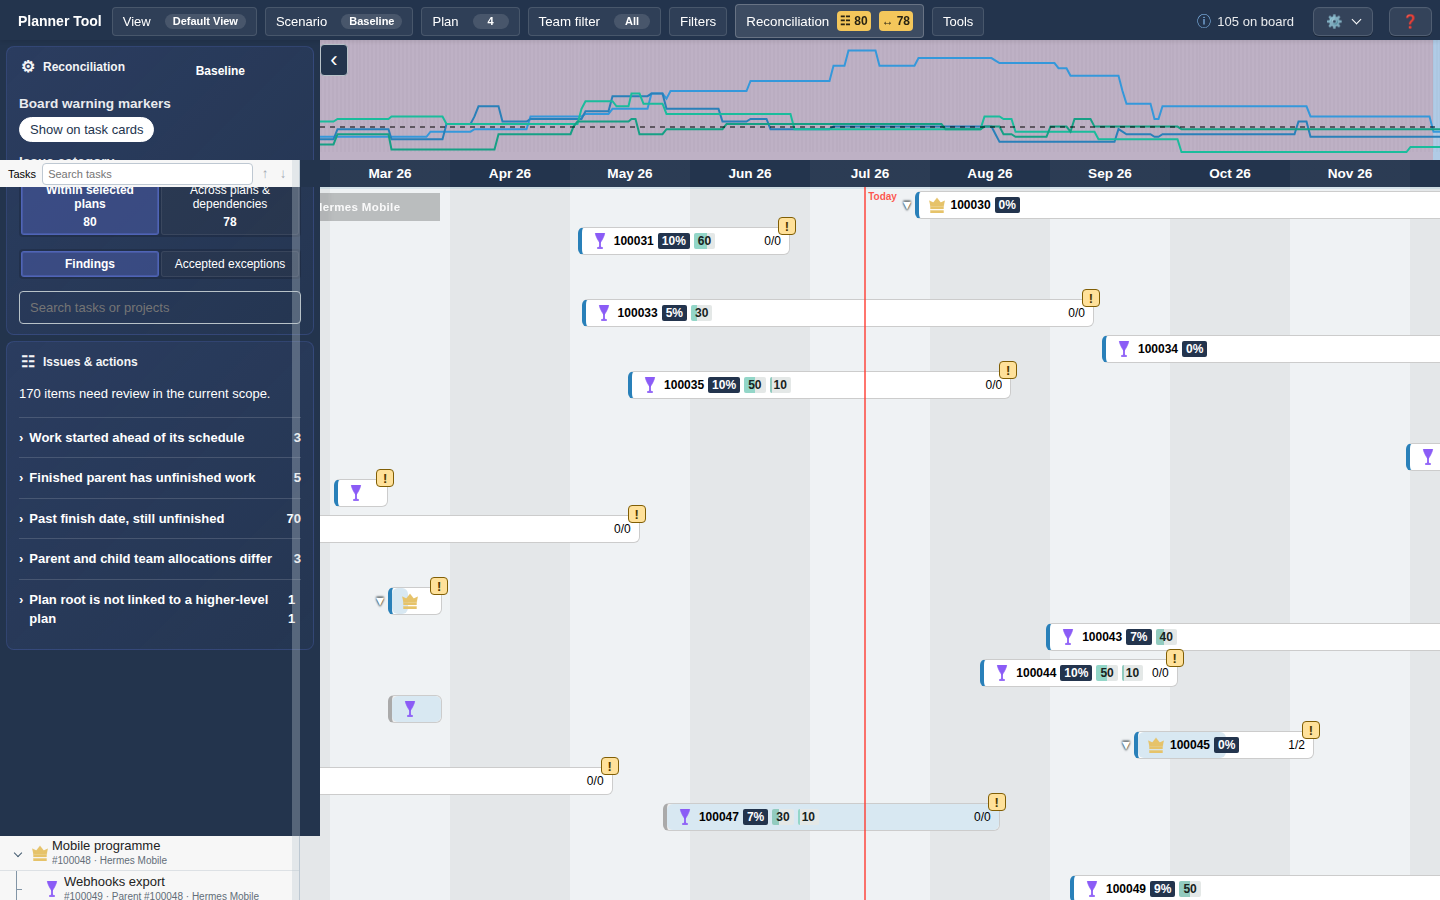 Planner Tool View Default View Scenario Baseline Plan 4 Team filter All Filters Reconciliation 80 ↔ 78 Tools 105 on board ❓
Reconciliation Baseline
Board warning markers
Show on task cards
Tasks Search tasks ↑ ↓
Within selected plans 80
Across plans & dependencies 78
Findings Accepted exceptions
Search tasks or projects
Issues & actions
170 items need review in the current scope.
› Work started ahead of its schedule 3
› Finished parent has unfinished work 5
› Past finish date, still unfinished 70
› Parent and child team allocations differ 3
› Plan root is not linked to a higher-level plan 11
Mobile programme
#100048 · Hermes Mobile
Webhooks export
#100049 · Parent #100048 · Hermes Mobile
Mar 26 Apr 26 May 26 Jun 26 Jul 26 Aug 26 Sep 26 Oct 26 Nov 26
Hermes Mobile
Today
100030 0%
100031 10% 60 0/0 !
100033 5% 30 0/0 !
100034 0%
100035 10% 50 10 0/0 !
!
0/0 !
!
100043 7% 40
100044 10% 50 10 0/0 !
100045 0% 1/2 !
0/0 !
100047 7% 30 10 0/0 !
100049 9% 50